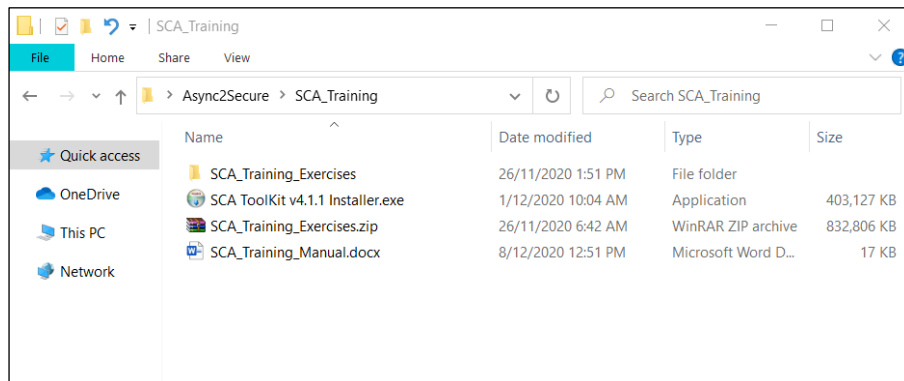 SCA_Training
File Home Share View
Async2Secure SCA_Training Search SCA_Training
Name Date modified Type Size
Quick access
OneDrive
This PC
Network
SCA_Training_Exercises 26/11/2020 1:51 PM File folder
SCA ToolKit v4.1.1 Installer.exe 1/12/2020 10:04 AM Application 403,127 KB
SCA_Training_Exercises.zip 26/11/2020 6:42 AM WinRAR ZIP archive 832,806 KB
SCA_Training_Manual.docx 8/12/2020 12:51 PM Microsoft Word D... 17 KB